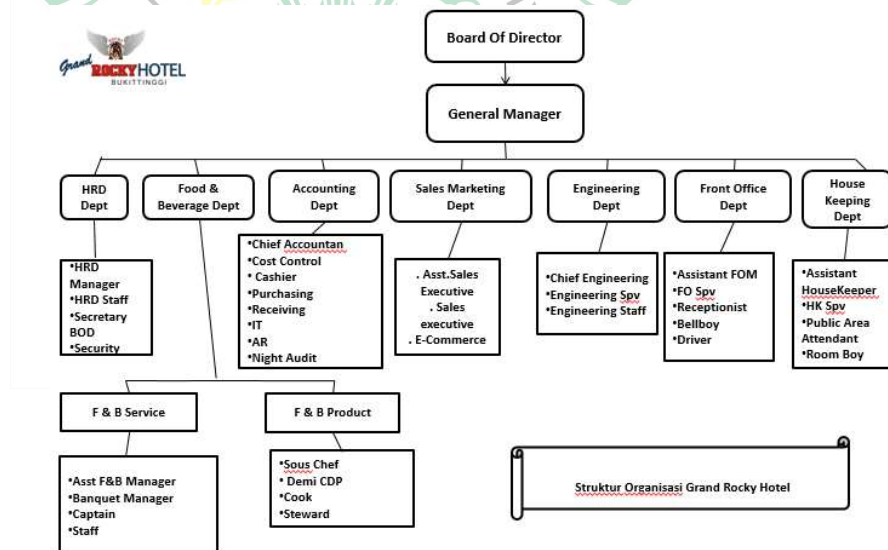 Grand
ROCKY HOTEL
BUKITTINGGI
Board Of Director
General Manager
HRD
Dept
Food &
Beverage Dept
Accounting
Dept
Sales Marketing
Dept
Engineering
Dept
Front Office
Dept
House
Keeping
Dept
•HRD
Manager
•HRD Staff
•Secretary
BOD
•Security
•Chief Accountan
•Cost Control
• Cashier
•Purchasing
•Receiving
•IT
•AR
•Night Audit
. Asst.Sales
Executive
. Sales
executive
. E-Commerce
•Chief Engineering
•Engineering Spv
•Engineering Staff
•Assistant FOM
•FO Spv
•Receptionist
•Bellboy
•Driver
•Assistant
HouseKeeper
•HK Spv
•Public Area
Attendant
•Room Boy
F & B Service
F & B Product
•Asst F&B Manager
•Banquet Manager
•Captain
•Staff
•Sous Chef
• Demi CDP
•Cook
•Steward
Struktur Organisasi Grand Rocky Hotel